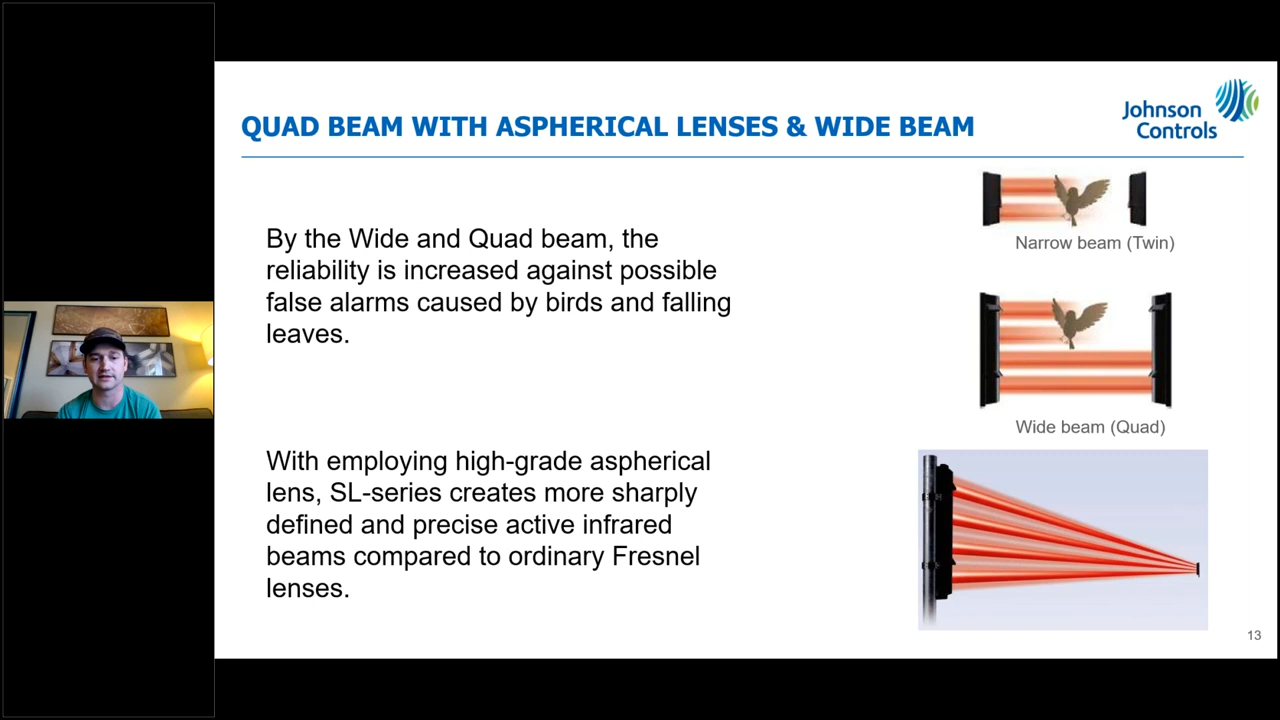 QUAD BEAM WITH ASPHERICAL LENSES & WIDE BEAM
Johnson
Controls
By the Wide and Quad beam, the
reliability is increased against possible
false alarms caused by birds and falling
leaves.
Narrow beam (Twin)
Wide beam (Quad)
With employing high-grade aspherical
lens, SL-series creates more sharply
defined and precise active infrared
beams compared to ordinary Fresnel
lenses.
13